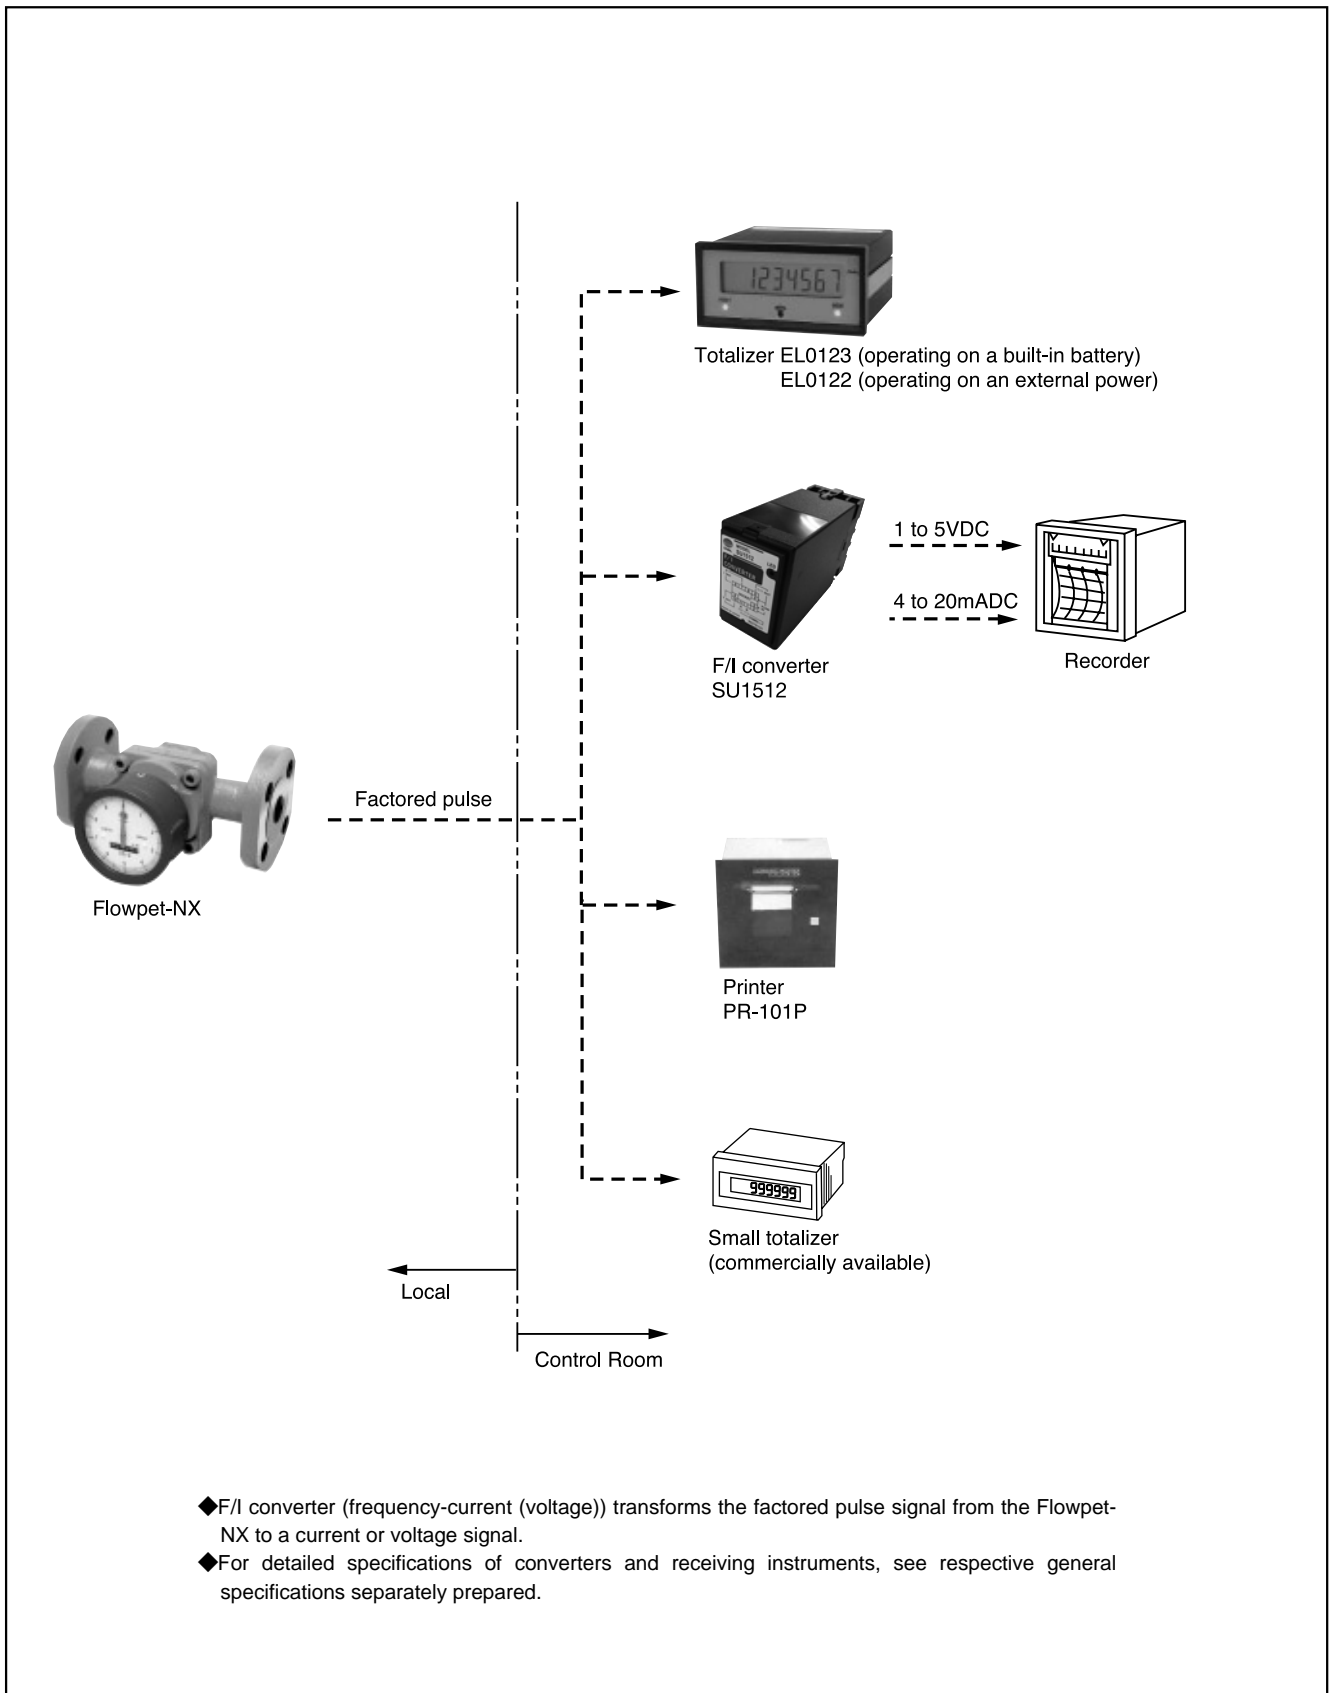 1234567
Totalizer EL0123 (operating on a built-in battery)
EL0122 (operating on an external power)
CONVERTER
1 to 5VDC
4 to 20mADC
F/I converter
SU1512
Recorder
Factored pulse
Flowpet-NX
Printer
PR-101P
999999
Small totalizer
(commercially available)
Local
Control Room
◆F/I converter (frequency-current (voltage)) transforms the factored pulse signal from the Flowpet-
NX to a current or voltage signal.
◆For detailed specifications of converters and receiving instruments, see respective general
specifications separately prepared.